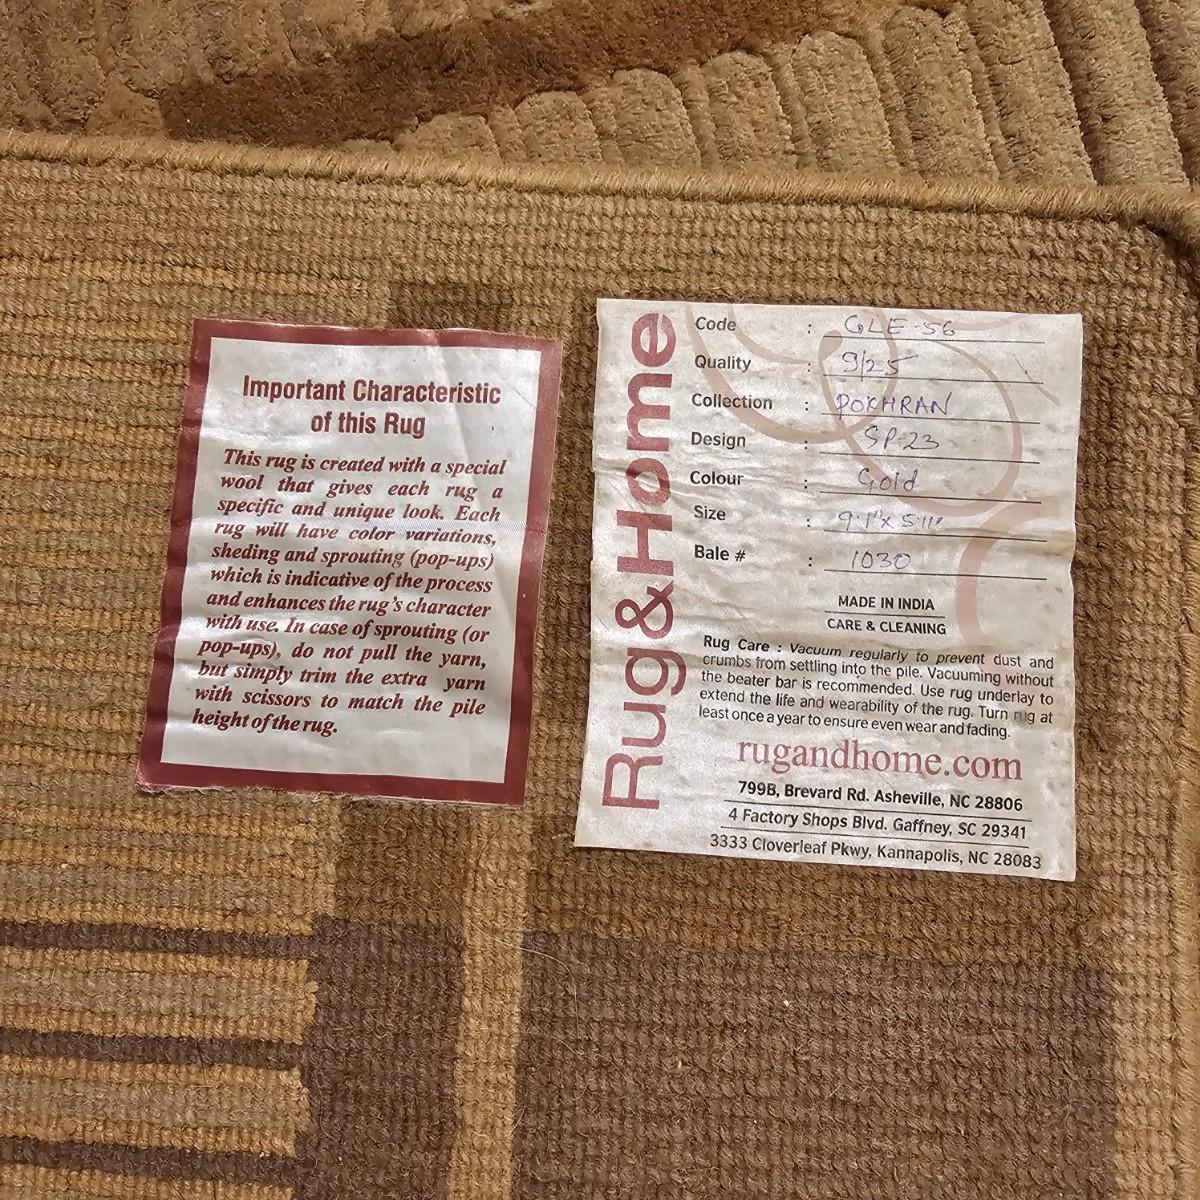 Important Characteristic
of this Rug
This rug is created with a special
wool that gives each rug a
specific and unique look. Each
rug will have color variations,
sheding and sprouting (pop-ups)
which is indicative of the process
and enhances the rug's character
with use. In case of sprouting (or
pop-ups), do not pull the yarn,
but simply trim the extra yarn
with scissors to match the pile
height of the rug.
Rug&Home
Code : GLE-56
Quality : 9/25
Collection : POKHRAN
Design : SP-23
Colour : Gold
Size : 9'.1"x 5'.11"
Bale # : 1030
MADE IN INDIA
CARE & CLEANING
Rug Care : Vacuum regularly to prevent dust and
crumbs from settling into the pile. Vacuuming without
the beater bar is recommended. Use rug underlay to
extend the life and wearability of the rug. Turn rug at
least once a year to ensure even wear and fading.
rugandhome.com
799B, Brevard Rd. Asheville, NC 28806
4 Factory Shops Blvd. Gaffney, SC 29341
3333 Cloverleaf Pkwy, Kannapolis, NC 28083